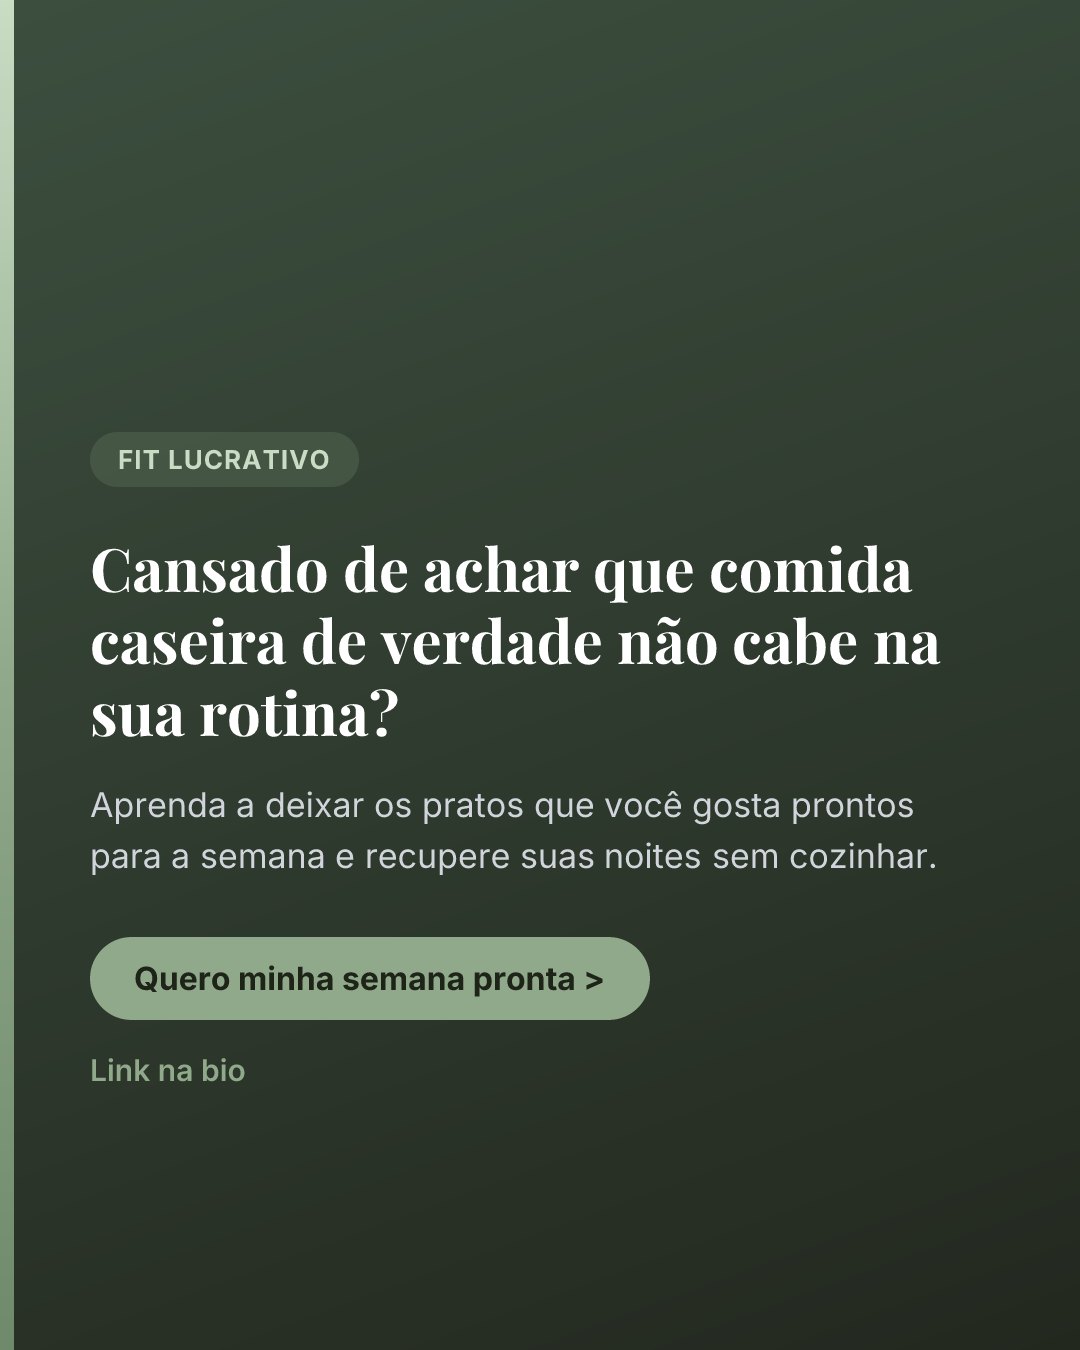 FIT LUCRATIVO
Cansado de achar que comida
caseira de verdade não cabe na
sua rotina?
Aprenda a deixar os pratos que você gosta prontos
para a semana e recupere suas noites sem cozinhar.
Quero minha semana pronta >
Link na bio